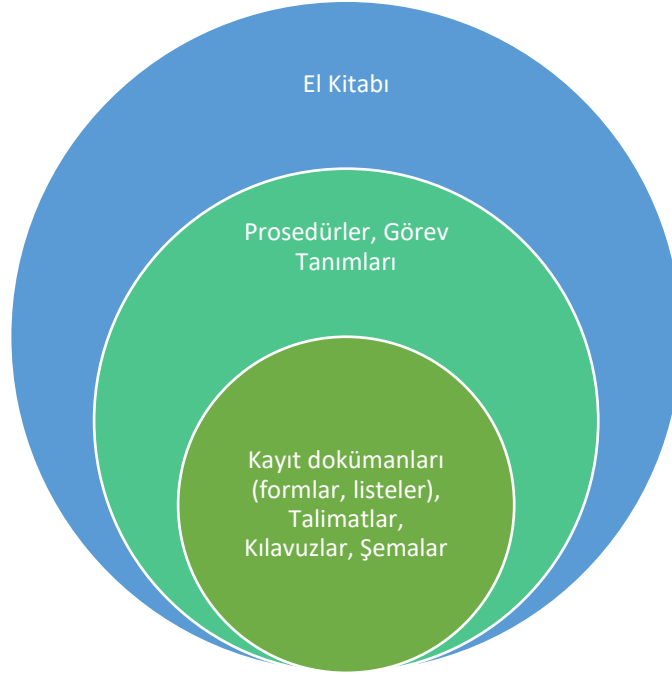 El Kitabı
Prosedürler, Görev
Tanımları
Kayıt dokümanları
(formlar, listeler),
Talimatlar,
Kılavuzlar, Şemalar